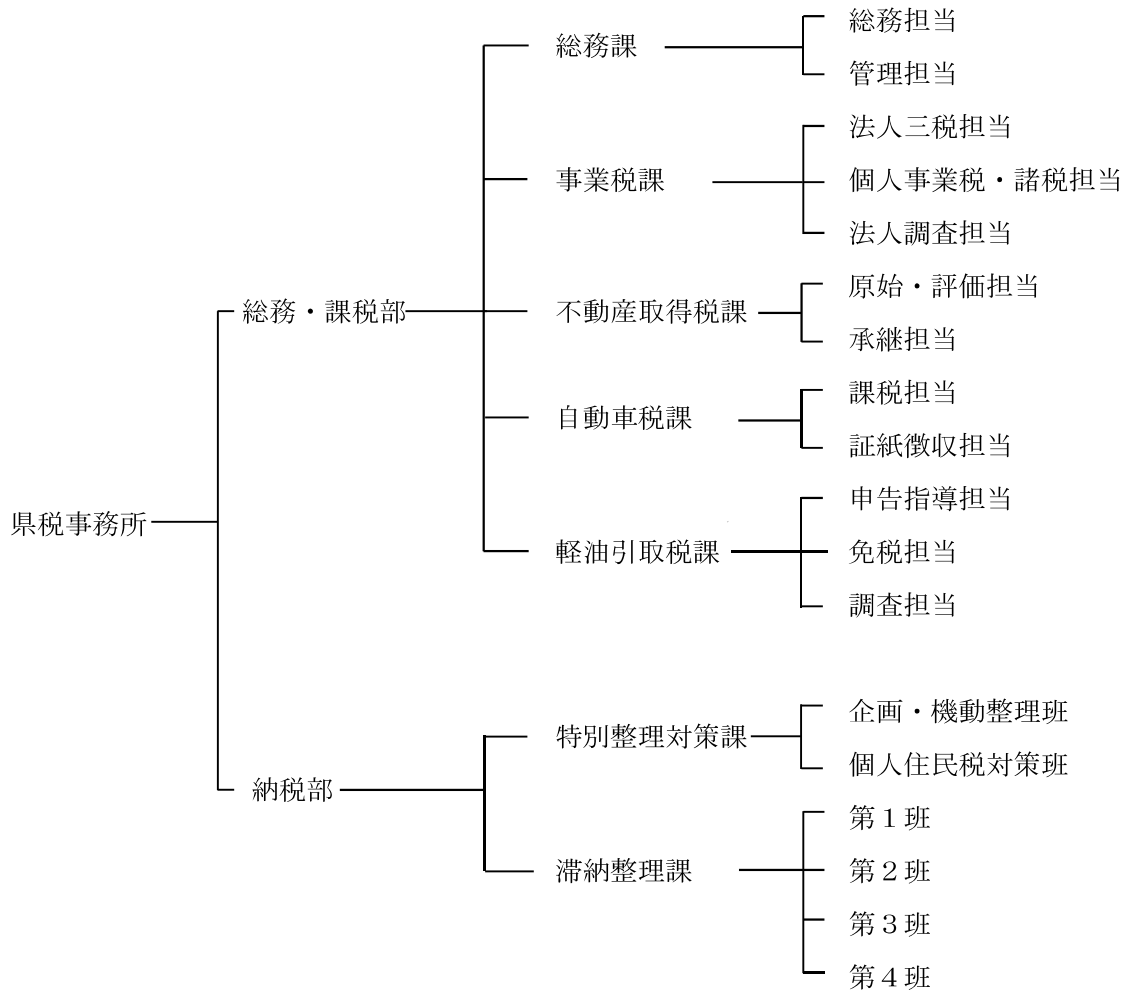 県税事務所
総務・課税部
総務課
総務担当
管理担当
事業税課
法人三税担当
個人事業税・諸税担当
法人調査担当
不動産取得税課
原始・評価担当
承継担当
自動車税課
課税担当
証紙徴収担当
軽油引取税課
申告指導担当
免税担当
調査担当
納税部
特別整理対策課
企画・機動整理班
個人住民税対策班
滞納整理課
第１班
第２班
第３班
第４班